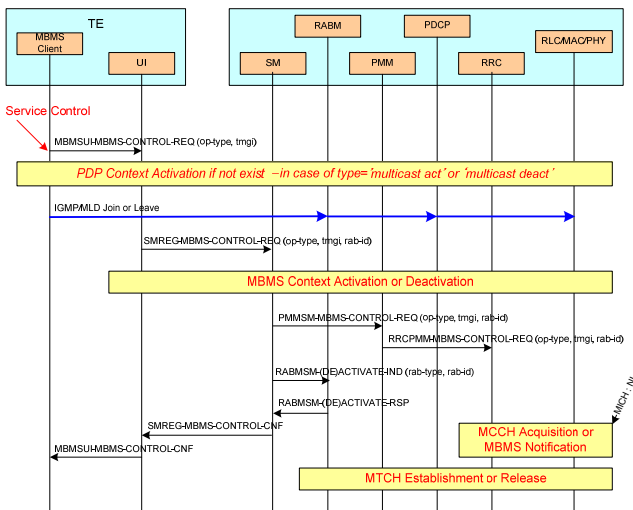 TE
MBMS
Client
UI
RABM
PDCP
SM
PMM
RRC
RLC/MAC/PHY
Service Control
MBMSUI-MBMS-CONTROL-REQ (op-type, tmgi)
PDP Context Activation if not exist –in case of type=‘multicast act’ or ‘multicast deact’
IGMP/MLD Join or Leave
SMREG-MBMS-CONTROL-REQ (op-type, tmgi, rab-id)
MBMS Context Activation or Deactivation
PMMSM-MBMS-CONTROL-REQ (op-type, tmgi, rab-id)
RRCPMM-MBMS-CONTROL-REQ (op-type, tmgi, rab-id)
RABMSM-(DE)ACTIVATE-IND (rab-type, rab-id)
RABMSM-(DE)ACTIVATE-RSP
MICH :
SMREG-MBMS-CONTROL-CNF
MCCH Acquisition or
MBMS Notification
MBMSUI-MBMS-CONTROL-CNF
MTCH Establishment or Release